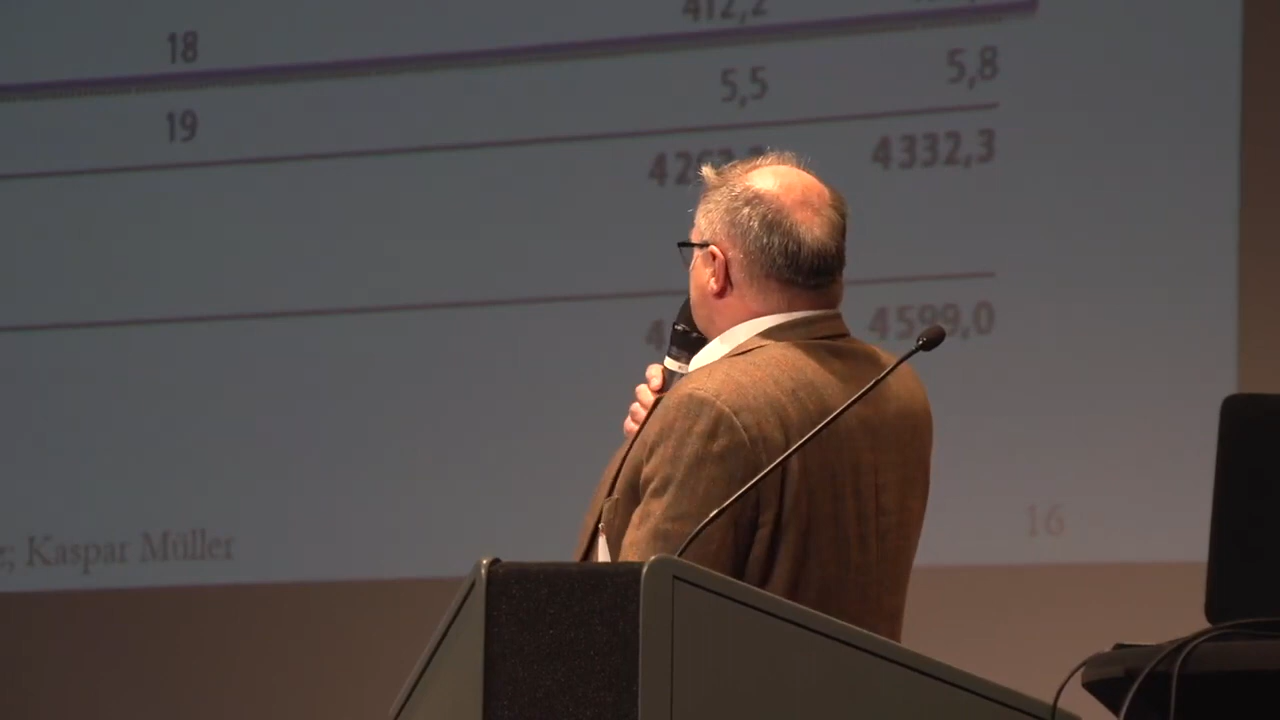 18 412,2
19 5,5 5,8
4332,3
4599,0
; Kaspar Müller 16